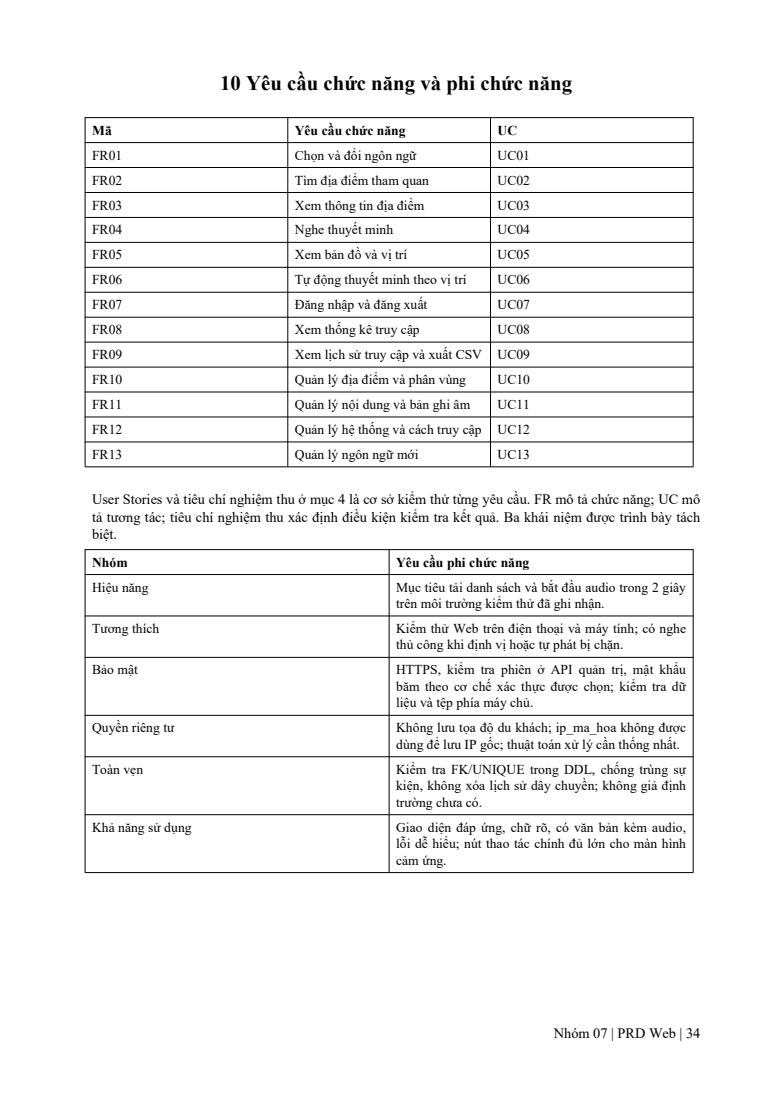 10 Yêu cầu chức năng và phi chức năng
Mã Yêu cầu chức năng UC
FR01 Chọn và đổi ngôn ngữ UC01
FR02 Tìm địa điểm tham quan UC02
FR03 Xem thông tin địa điểm UC03
FR04 Nghe thuyết minh UC04
FR05 Xem bản đồ và vị trí UC05
FR06 Tự động thuyết minh theo vị trí UC06
FR07 Đăng nhập và đăng xuất UC07
FR08 Xem thống kê truy cập UC08
FR09 Xem lịch sử truy cập và xuất CSV UC09
FR10 Quản lý địa điểm và phân vùng UC10
FR11 Quản lý nội dung và bản ghi âm UC11
FR12 Quản lý hệ thống và cách truy cập UC12
FR13 Quản lý ngôn ngữ mới UC13
User Stories và tiêu chí nghiệm thu ở mục 4 là cơ sở kiểm thử từng yêu cầu. FR mô tả chức năng; UC mô
tả tương tác; tiêu chí nghiệm thu xác định điều kiện kiểm tra kết quả. Ba khái niệm được trình bày tách
biệt.
Nhóm Yêu cầu phi chức năng
Hiệu năng Mục tiêu tải danh sách và bắt đầu audio trong 2 giây
trên môi trường kiểm thử đã ghi nhận.
Tương thích Kiểm thử Web trên điện thoại và máy tính; có nghe
thủ công khi định vị hoặc tự phát bị chặn.
Bảo mật HTTPS, kiểm tra phiên ở API quản trị, mật khẩu
băm theo cơ chế xác thực được chọn; kiểm tra dữ
liệu và tệp phía máy chủ.
Quyền riêng tư Không lưu tọa độ du khách; ip_ma_hoa không được
dùng để lưu IP gốc; thuật toán xử lý cần thống nhất.
Toàn vẹn Kiểm tra FK/UNIQUE trong DDL, chống trùng sự
kiện, không xóa lịch sử dây chuyền; không giả định
trường chưa có.
Khả năng sử dụng Giao diện đáp ứng, chữ rõ, có văn bản kèm audio,
lỗi dễ hiểu; nút thao tác chính đủ lớn cho màn hình
cảm ứng.
Nhóm 07 | PRD Web | 34